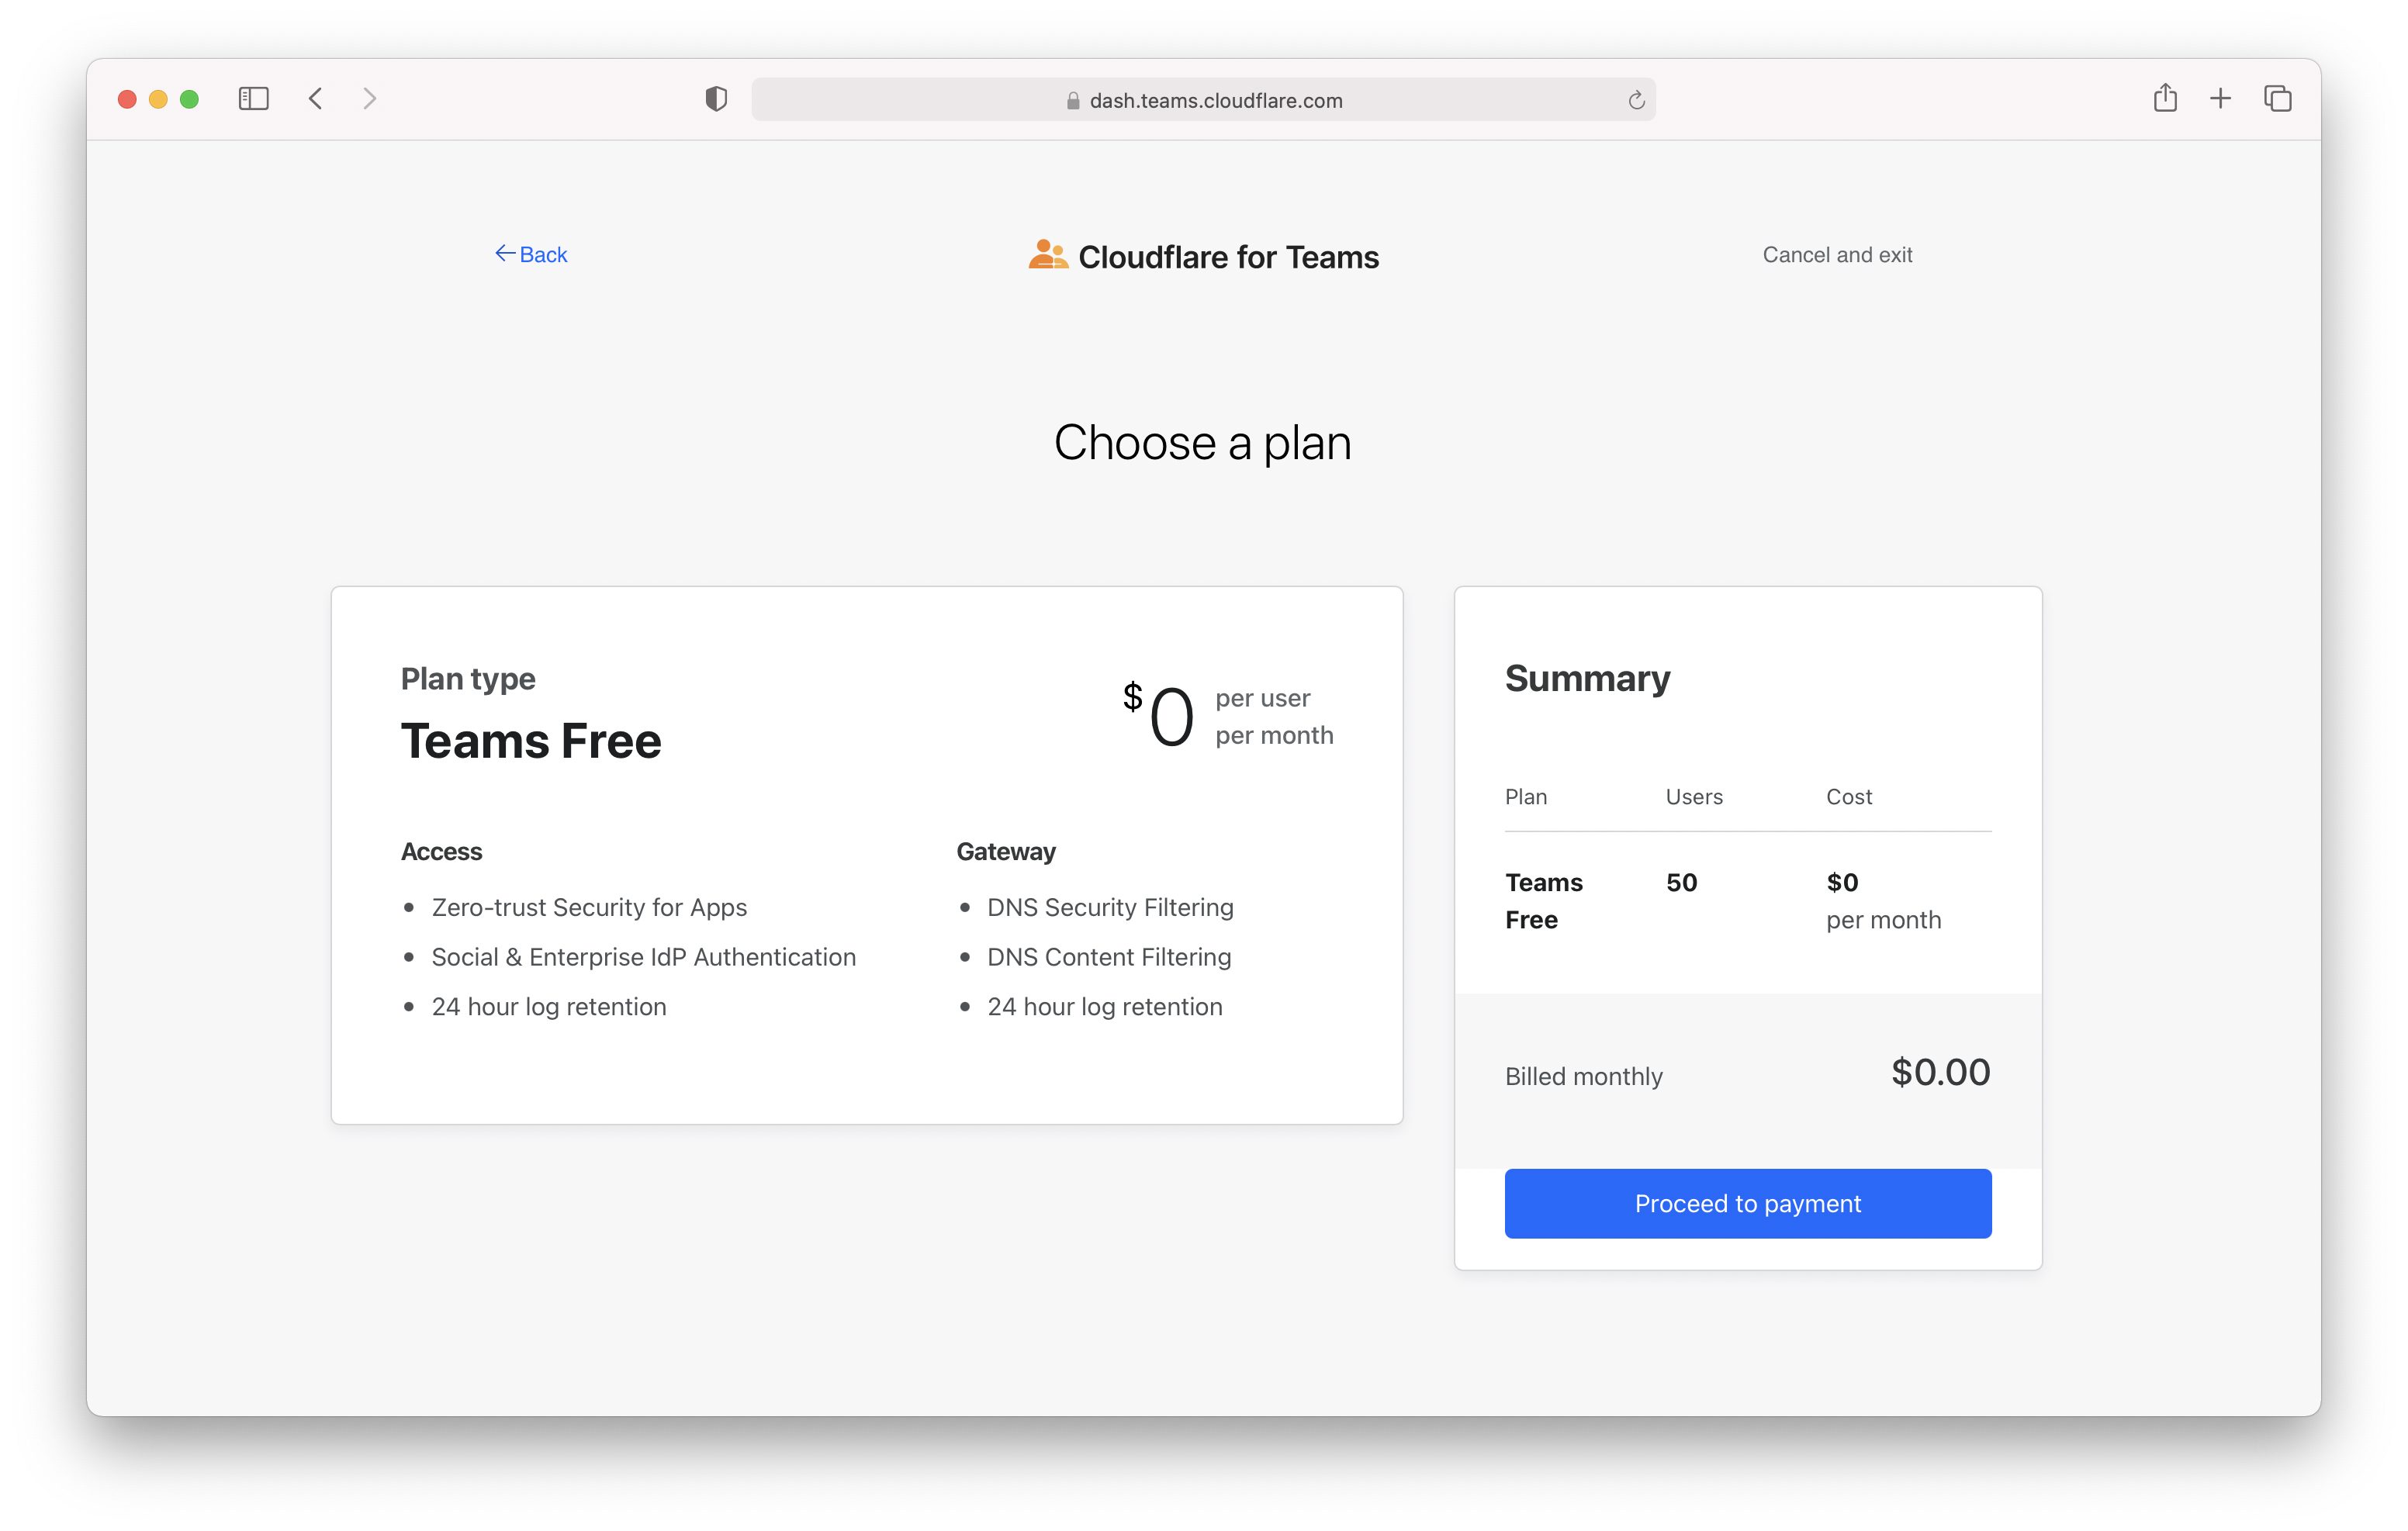 dash.teams.cloudflare.com
Back
Cloudflare for Teams
Cancel and exit
Choose a plan
Plan type
Teams Free
$0
per user
per month
Access
Zero-trust Security for Apps
Social & Enterprise IdP Authentication
24 hour log retention
Gateway
DNS Security Filtering
DNS Content Filtering
24 hour log retention
Summary
Plan Users Cost
Teams 50 $0
Free per month
Billed monthly $0.00
Proceed to payment